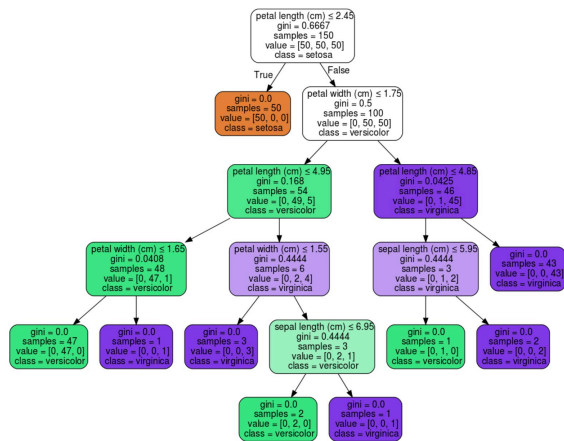 petal length (cm) ≤ 2.45
gini = 0.6667
samples = 150
value = [50, 50, 50]
class = setosa
True
False
gini = 0.0
samples = 50
value = [50, 0, 0]
class = setosa
petal width (cm) ≤ 1.75
gini = 0.5
samples = 100
value = [0, 50, 50]
class = versicolor
petal length (cm) ≤ 4.95
gini = 0.168
samples = 54
value = [0, 49, 5]
class = versicolor
petal length (cm) ≤ 4.85
gini = 0.0425
samples = 46
value = [0, 1, 45]
class = virginica
petal width (cm) ≤ 1.65
gini = 0.0408
samples = 48
value = [0, 47, 1]
class = versicolor
petal width (cm) ≤ 1.55
gini = 0.4444
samples = 6
value = [0, 2, 4]
class = virginica
sepal length (cm) ≤ 5.95
gini = 0.4444
samples = 3
value = [0, 1, 2]
class = virginica
gini = 0.0
samples = 43
value = [0, 0, 43]
class = virginica
gini = 0.0
samples = 47
value = [0, 47, 0]
class = versicolor
gini = 0.0
samples = 1
value = [0, 0, 1]
class = virginica
gini = 0.0
samples = 3
value = [0, 0, 3]
class = virginica
sepal length (cm) ≤ 6.95
gini = 0.4444
samples = 3
value = [0, 2, 1]
class = versicolor
gini = 0.0
samples = 1
value = [0, 1, 0]
class = versicolor
gini = 0.0
samples = 2
value = [0, 0, 2]
class = virginica
gini = 0.0
samples = 2
value = [0, 2, 0]
class = versicolor
gini = 0.0
samples = 1
value = [0, 0, 1]
class = virginica